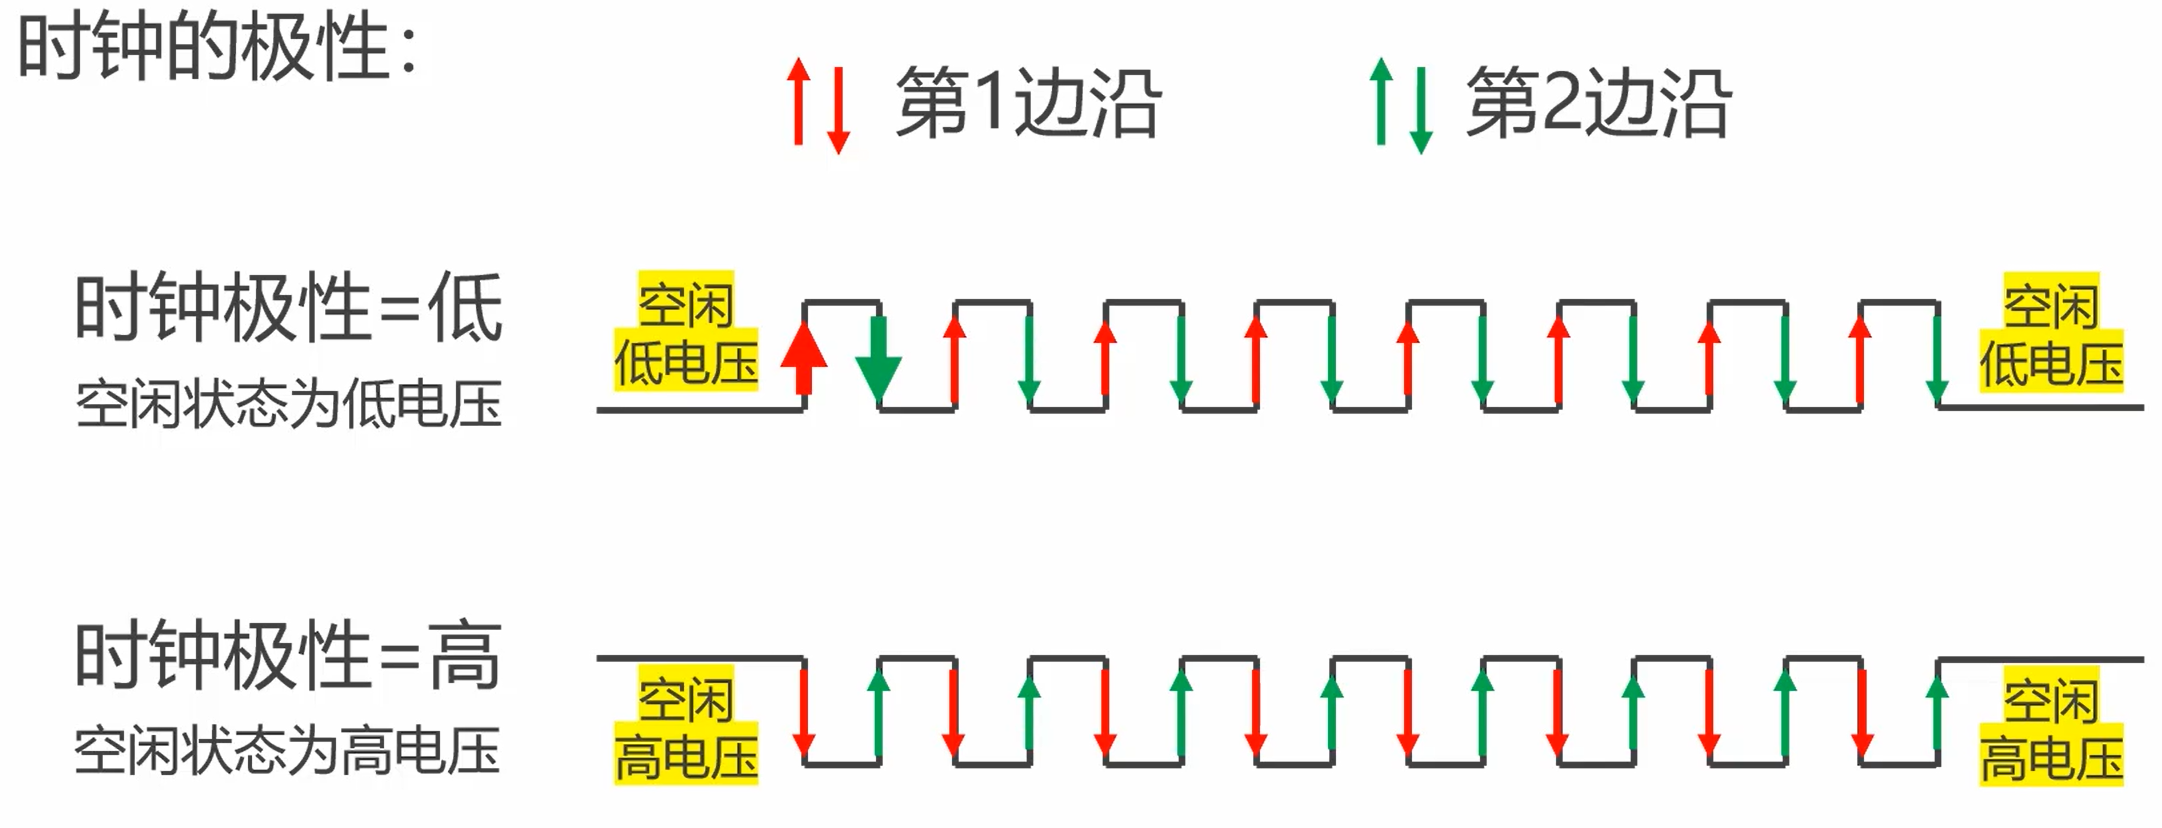 时钟的极性：
第1边沿
第2边沿
时钟极性=低
空闲状态为低电压
空闲
低电压
空闲
低电压
时钟极性=高
空闲状态为高电压
空闲
高电压
空闲
高电压